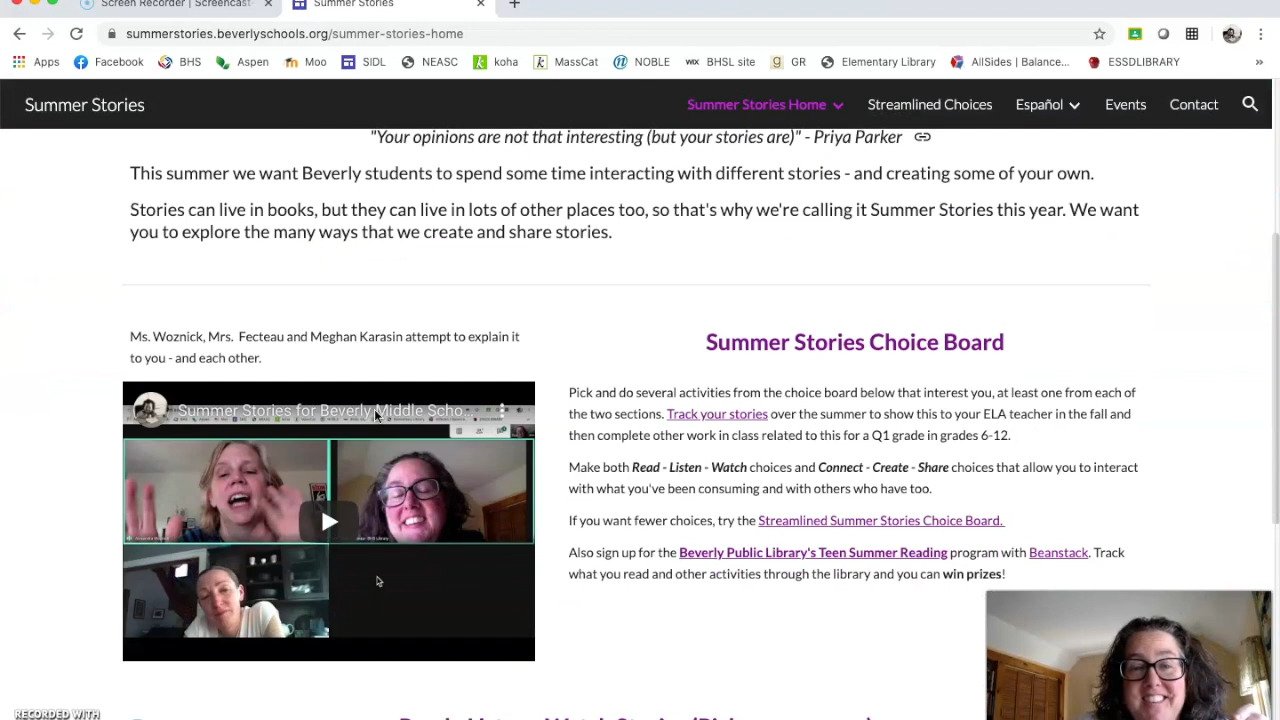 Screen Recorder | Screencast-
Summer Stories
summerstories.beverlyschools.org/summer-stories-home
Apps Facebook BHS Aspen Moo SIDL NEASC koha MassCat NOBLE WIX BHSL site GR Elementary Library AllSides | Balance... ESSDLIBRARY »
Summer Stories Summer Stories Home Streamlined Choices Español Events Contact
"Your opinions are not that interesting (but your stories are)" - Priya Parker
This summer we want Beverly students to spend some time interacting with different stories - and creating some of your own.
Stories can live in books, but they can live in lots of other places too, so that's why we're calling it Summer Stories this year. We want
you to explore the many ways that we create and share stories.
Ms. Woznick, Mrs. Fecteau and Meghan Karasin attempt to explain it
to you - and each other.
Summer Stories for Beverly Middle Scho...
Summer Stories Choice Board
Pick and do several activities from the choice board below that interest you, at least one from each of
the two sections. Track your stories over the summer to show this to your ELA teacher in the fall and
then complete other work in class related to this for a Q1 grade in grades 6-12.
Make both Read - Listen - Watch choices and Connect - Create - Share choices that allow you to interact
with what you've been consuming and with others who have too.
If you want fewer choices, try the Streamlined Summer Stories Choice Board.
Also sign up for the Beverly Public Library's Teen Summer Reading program with Beanstack. Track
what you read and other activities through the library and you can win prizes!
RECORDED WITH